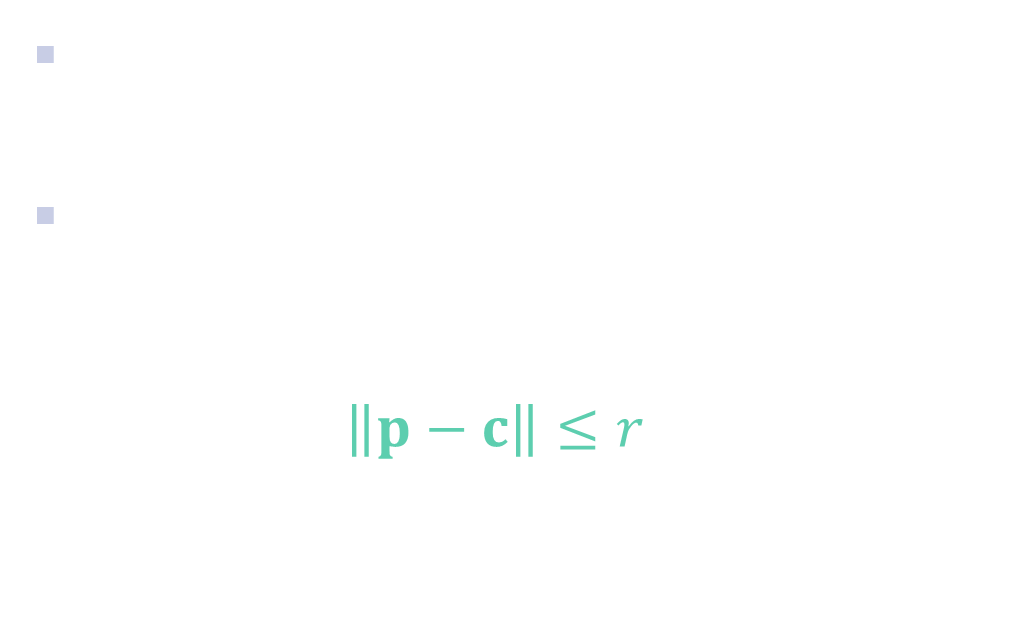 ‖𝐩 − 𝐜‖ ≤ 𝑟